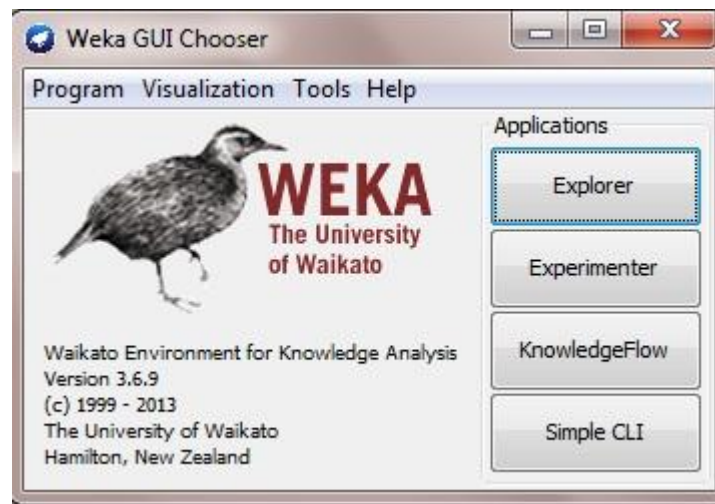 Weka GUI Chooser
Program Visualization Tools Help
WEKA
The University
of Waikato
Waikato Environment for Knowledge Analysis
Version 3.6.9
(c) 1999 - 2013
The University of Waikato
Hamilton, New Zealand
Applications
Explorer
Experimenter
KnowledgeFlow
Simple CLI